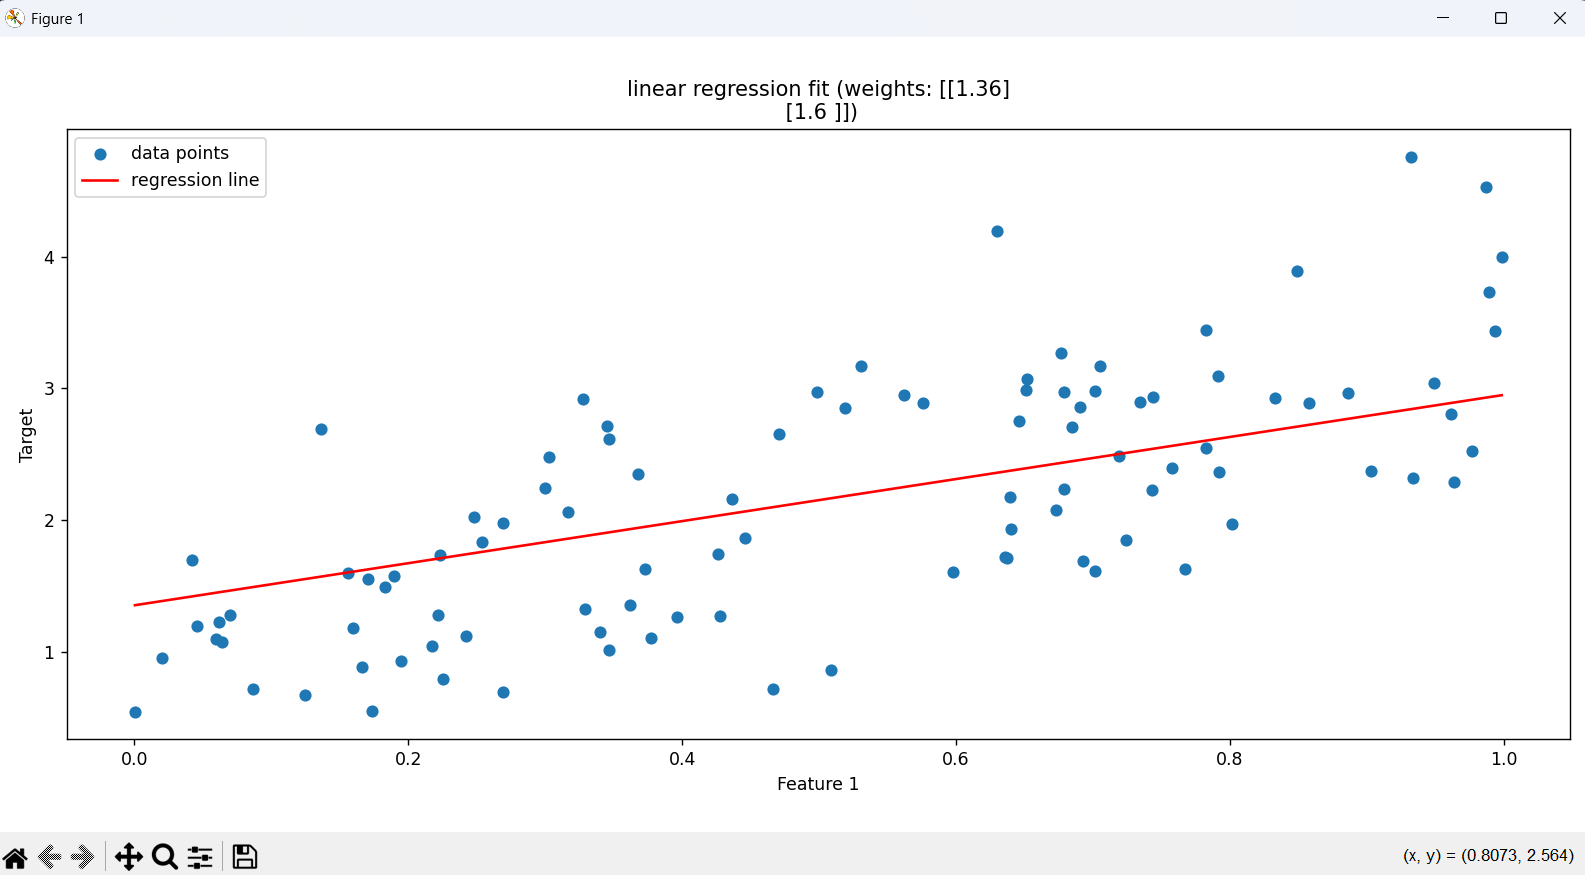 Figure 1
linear regression fit (weights: [[1.36]
[1.6 ]])
data points
regression line
4
3
2
1
Target
0.0 0.2 0.4 0.6 0.8 1.0
Feature 1
(x, y) = (0.8073, 2.564)